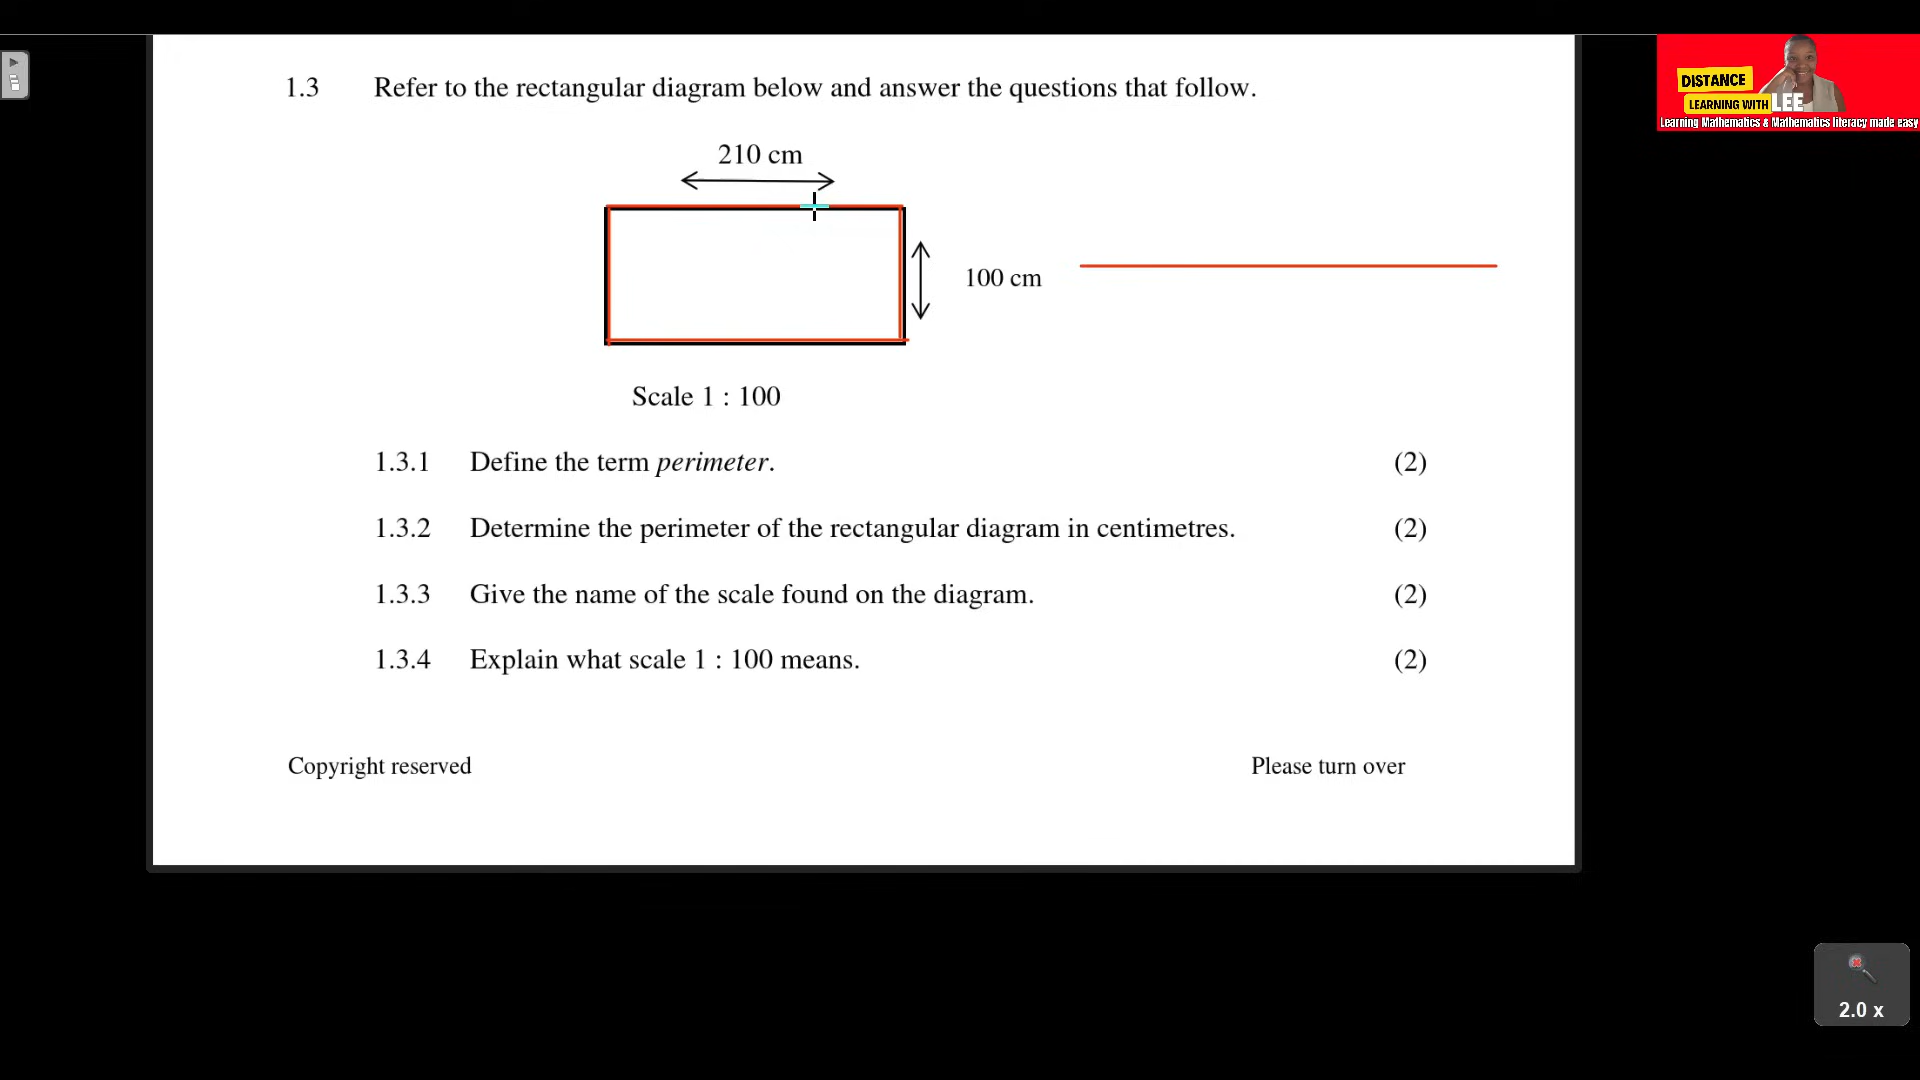 1.3 Refer to the rectangular diagram below and answer the questions that follow.
210 cm
100 cm
Scale 1 : 100
1.3.1 Define the term perimeter. (2)
1.3.2 Determine the perimeter of the rectangular diagram in centimetres. (2)
1.3.3 Give the name of the scale found on the diagram. (2)
1.3.4 Explain what scale 1 : 100 means. (2)
Copyright reserved Please turn over
DISTANCE
LEARNING WITH LEE
Learning Mathematics & Mathematics literacy made easy
2.0 x